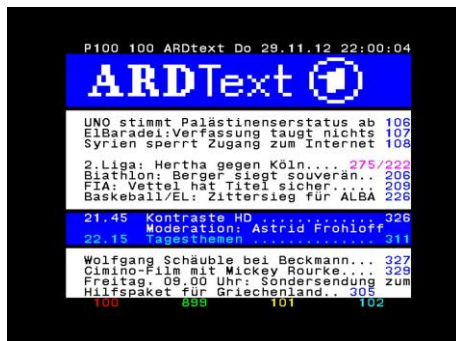 P100 100 ARDtext Do 29.11.12 22:00:04
ARDText 1
UNO stimmt Palästinenserstatus ab 106
ElBaradei:Verfassung taugt nichts 107
Syrien sperrt Zugang zum Internet 108
2.Liga: Hertha gegen Köln.... 275/222
Biathlon: Berger siegt souverän.. 206
FIA: Vettel hat Titel sicher..... 209
Baskeball/EL: Zittersieg für ALBA 226
21.45 Kontraste HD .............. 326
Moderation: Astrid Frohloff
22.15 Tagesthemen ............... 311
Wolfgang Schäuble bei Beckmann... 327
Cimino-Film mit Mickey Rourke.... 329
Freitag, 09.00 Uhr: Sondersendung zum
Hilfspaket für Griechenland.. 305
100 899 101 102